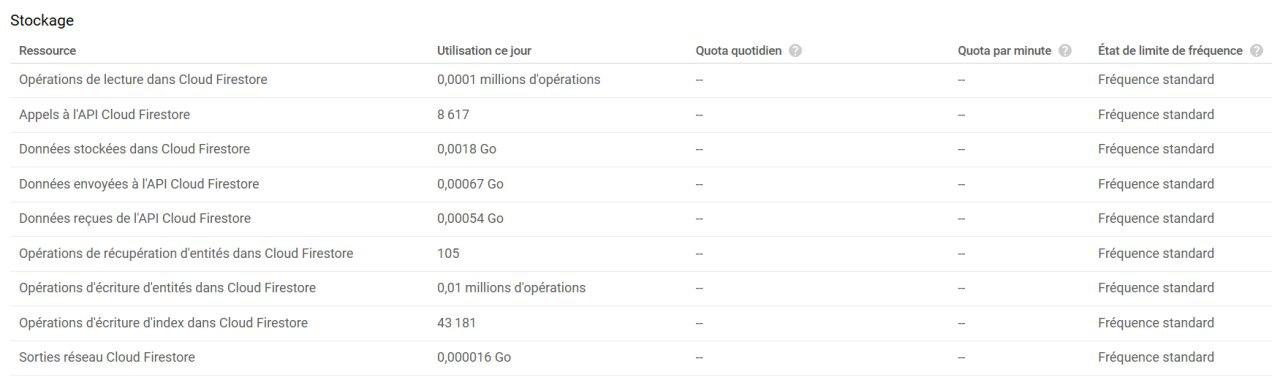 Stockage
Ressource Utilisation ce jour Quota quotidien ? Quota par minute ? État de limite de fréquence ?
Opérations de lecture dans Cloud Firestore 0,0001 millions d'opérations -- -- Fréquence standard
Appels à l'API Cloud Firestore 8 617 -- -- Fréquence standard
Données stockées dans Cloud Firestore 0,0018 Go -- -- Fréquence standard
Données envoyées à l'API Cloud Firestore 0,00067 Go -- -- Fréquence standard
Données reçues de l'API Cloud Firestore 0,00054 Go -- -- Fréquence standard
Opérations de récupération d'entités dans Cloud Firestore 105 -- -- Fréquence standard
Opérations d'écriture d'entités dans Cloud Firestore 0,01 millions d'opérations -- -- Fréquence standard
Opérations d'écriture d'index dans Cloud Firestore 43 181 -- -- Fréquence standard
Sorties réseau Cloud Firestore 0,000016 Go -- -- Fréquence standard